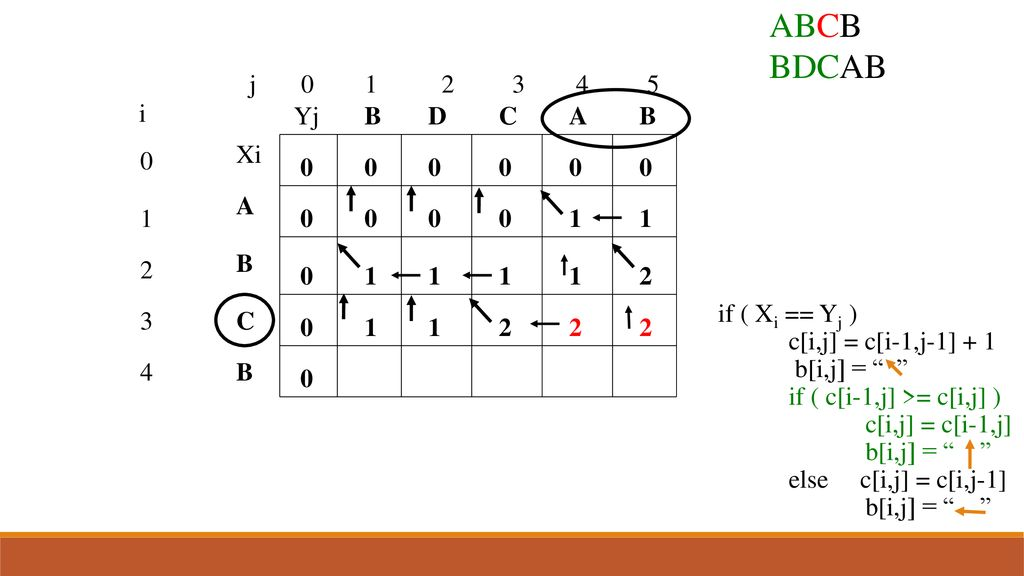 ABCB
BDCAB
j 0 1 2 3 4 5
i Yj B D C A B
0 Xi 0 0 0 0 0 0
1 A 0 0 0 0 1 1
2 B 0 1 1 1 1 2
3 C 0 1 1 2 2 2
4 B 0
if ( Xi == Yj )
c[i,j] = c[i-1,j-1] + 1
b[i,j] = “ ”
if ( c[i-1,j] >= c[i,j] )
c[i,j] = c[i-1,j]
b[i,j] = “ ”
else c[i,j] = c[i,j-1]
b[i,j] = “ ”